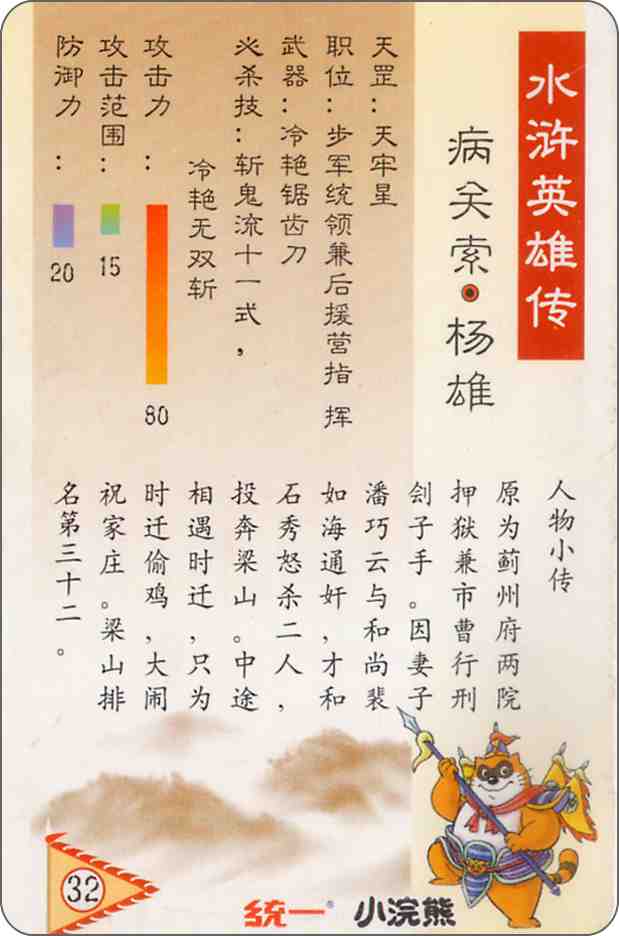 水浒英雄传
病关索·杨雄
天罡：天牢星
职位：步军统领兼后援营指挥
武器：冷艳锯齿刀
必杀技：斩鬼流十一式，
冷艳无双斩
攻击力：
80
攻击范围：
15
防御力：
20
人物小传
原为蓟州府两院
押狱兼市曹行刑
刽子手。因妻子
潘巧云与和尚裴
如海通奸，才和
石秀怒杀二人，
投奔梁山。中途
相遇时迁，只为
时迁偷鸡，大闹
祝家庄。梁山排
名第三十二。
32
统一® 小浣熊